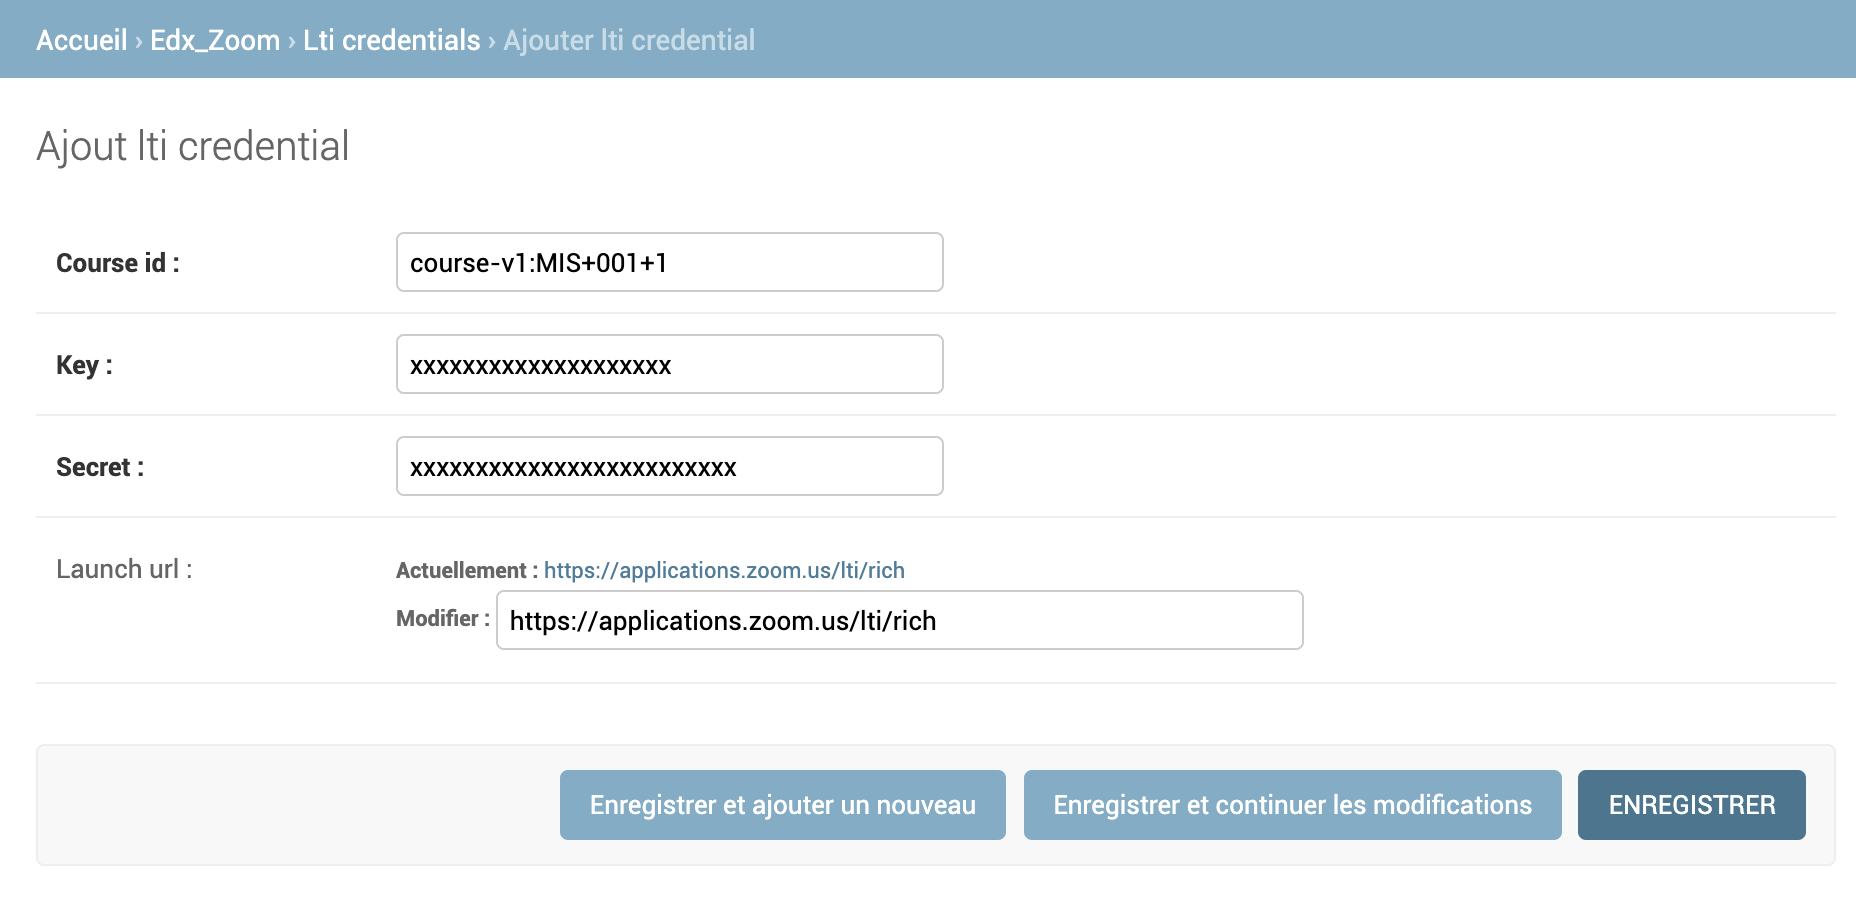 Accueil › Edx_Zoom › Lti credentials › Ajouter lti credential
Ajout lti credential
Course id : course-v1:MIS+001+1
Key : xxxxxxxxxxxxxxxxxxxx
Secret : xxxxxxxxxxxxxxxxxxxxxxxxx
Launch url : Actuellement : https://applications.zoom.us/lti/rich
Modifier : https://applications.zoom.us/lti/rich
Enregistrer et ajouter un nouveau Enregistrer et continuer les modifications ENREGISTRER